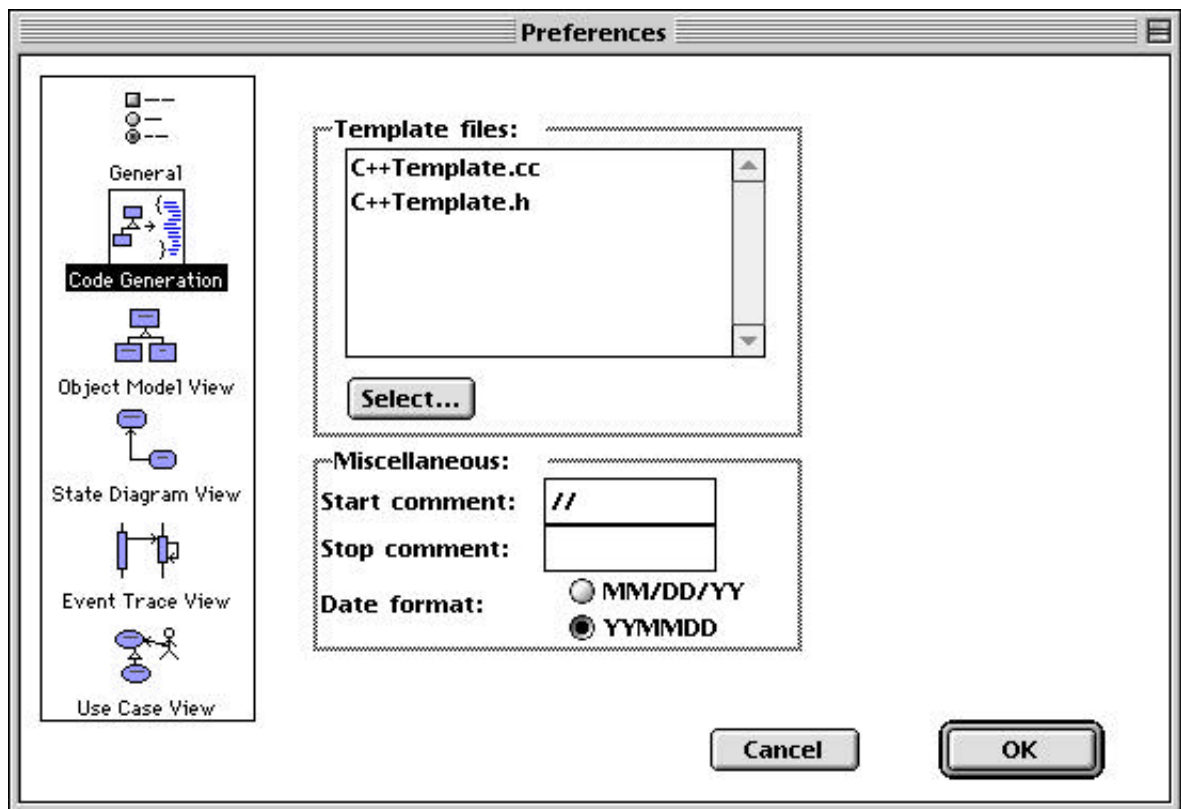 Preferences
General
Code Generation
Object Model View
State Diagram View
Event Trace View
Use Case View
Template files:
C++Template.cc
C++Template.h
Select...
Miscellaneous:
Start comment: //
Stop comment:
Date format: MM/DD/YY
YYMMDD
Cancel OK